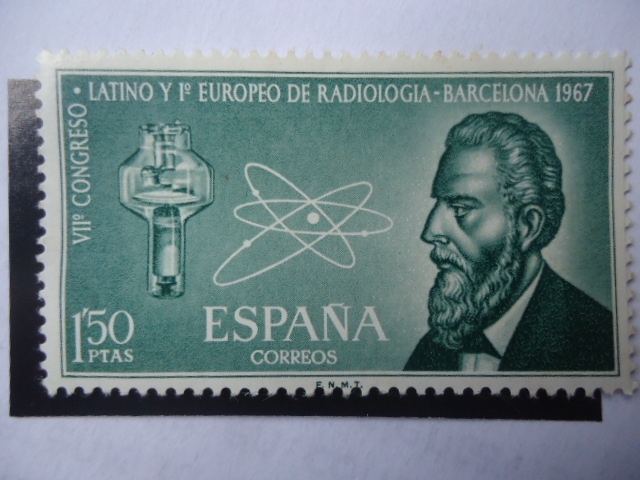 VIIº CONGRESO • LATINO Y Iº EUROPEO DE RADIOLOGIA - BARCELONA 1967
1'50
PTAS
ESPAÑA
CORREOS
F.N.M.T.